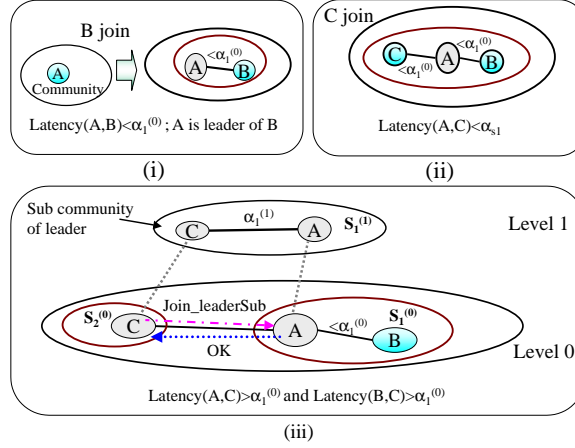 B join
A
Community
<α₁⁽⁰⁾
A
B
Latency(A,B)<α₁⁽⁰⁾ ; A is leader of B
(i)
C join
<α₁⁽⁰⁾
C
A
B
<α₁⁽⁰⁾
Latency(A,C)<αₛ₁
(ii)
Sub community
of leader
α₁⁽¹⁾
S₁⁽¹⁾
Level 1
C
A
S₂⁽⁰⁾
Join_leaderSub
S₁⁽⁰⁾
C
A
<α₁⁽⁰⁾
B
OK
Level 0
Latency(A,C)>α₁⁽⁰⁾ and Latency(B,C)>α₁⁽⁰⁾
(iii)